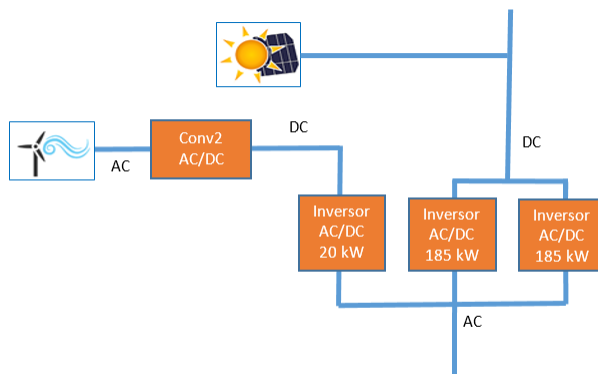 DC
DC
Conv2
AC/DC
AC
Inversor
AC/DC
20 kW
Inversor
AC/DC
185 kW
Inversor
AC/DC
185 kW
AC